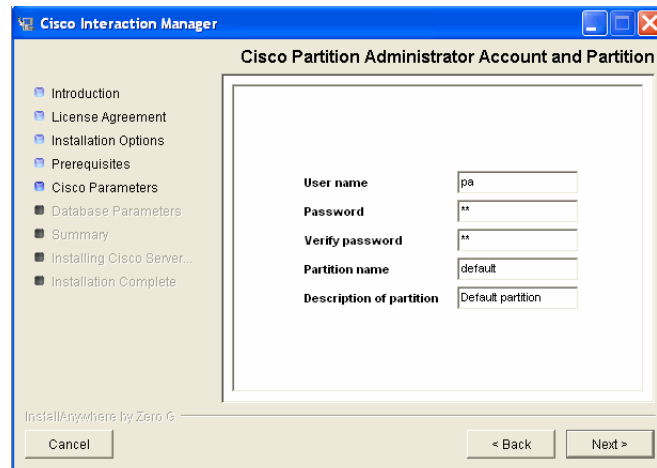 Cisco Interaction Manager
Cisco Partition Administrator Account and Partition
Introduction
License Agreement
Installation Options
Prerequisites
Cisco Parameters
Database Parameters
Summary
Installing Cisco Server...
Installation Complete
User name pa
Password **
Verify password **
Partition name default
Description of partition Default partition
InstallAnywhere by Zero G
Cancel
< Back
Next >